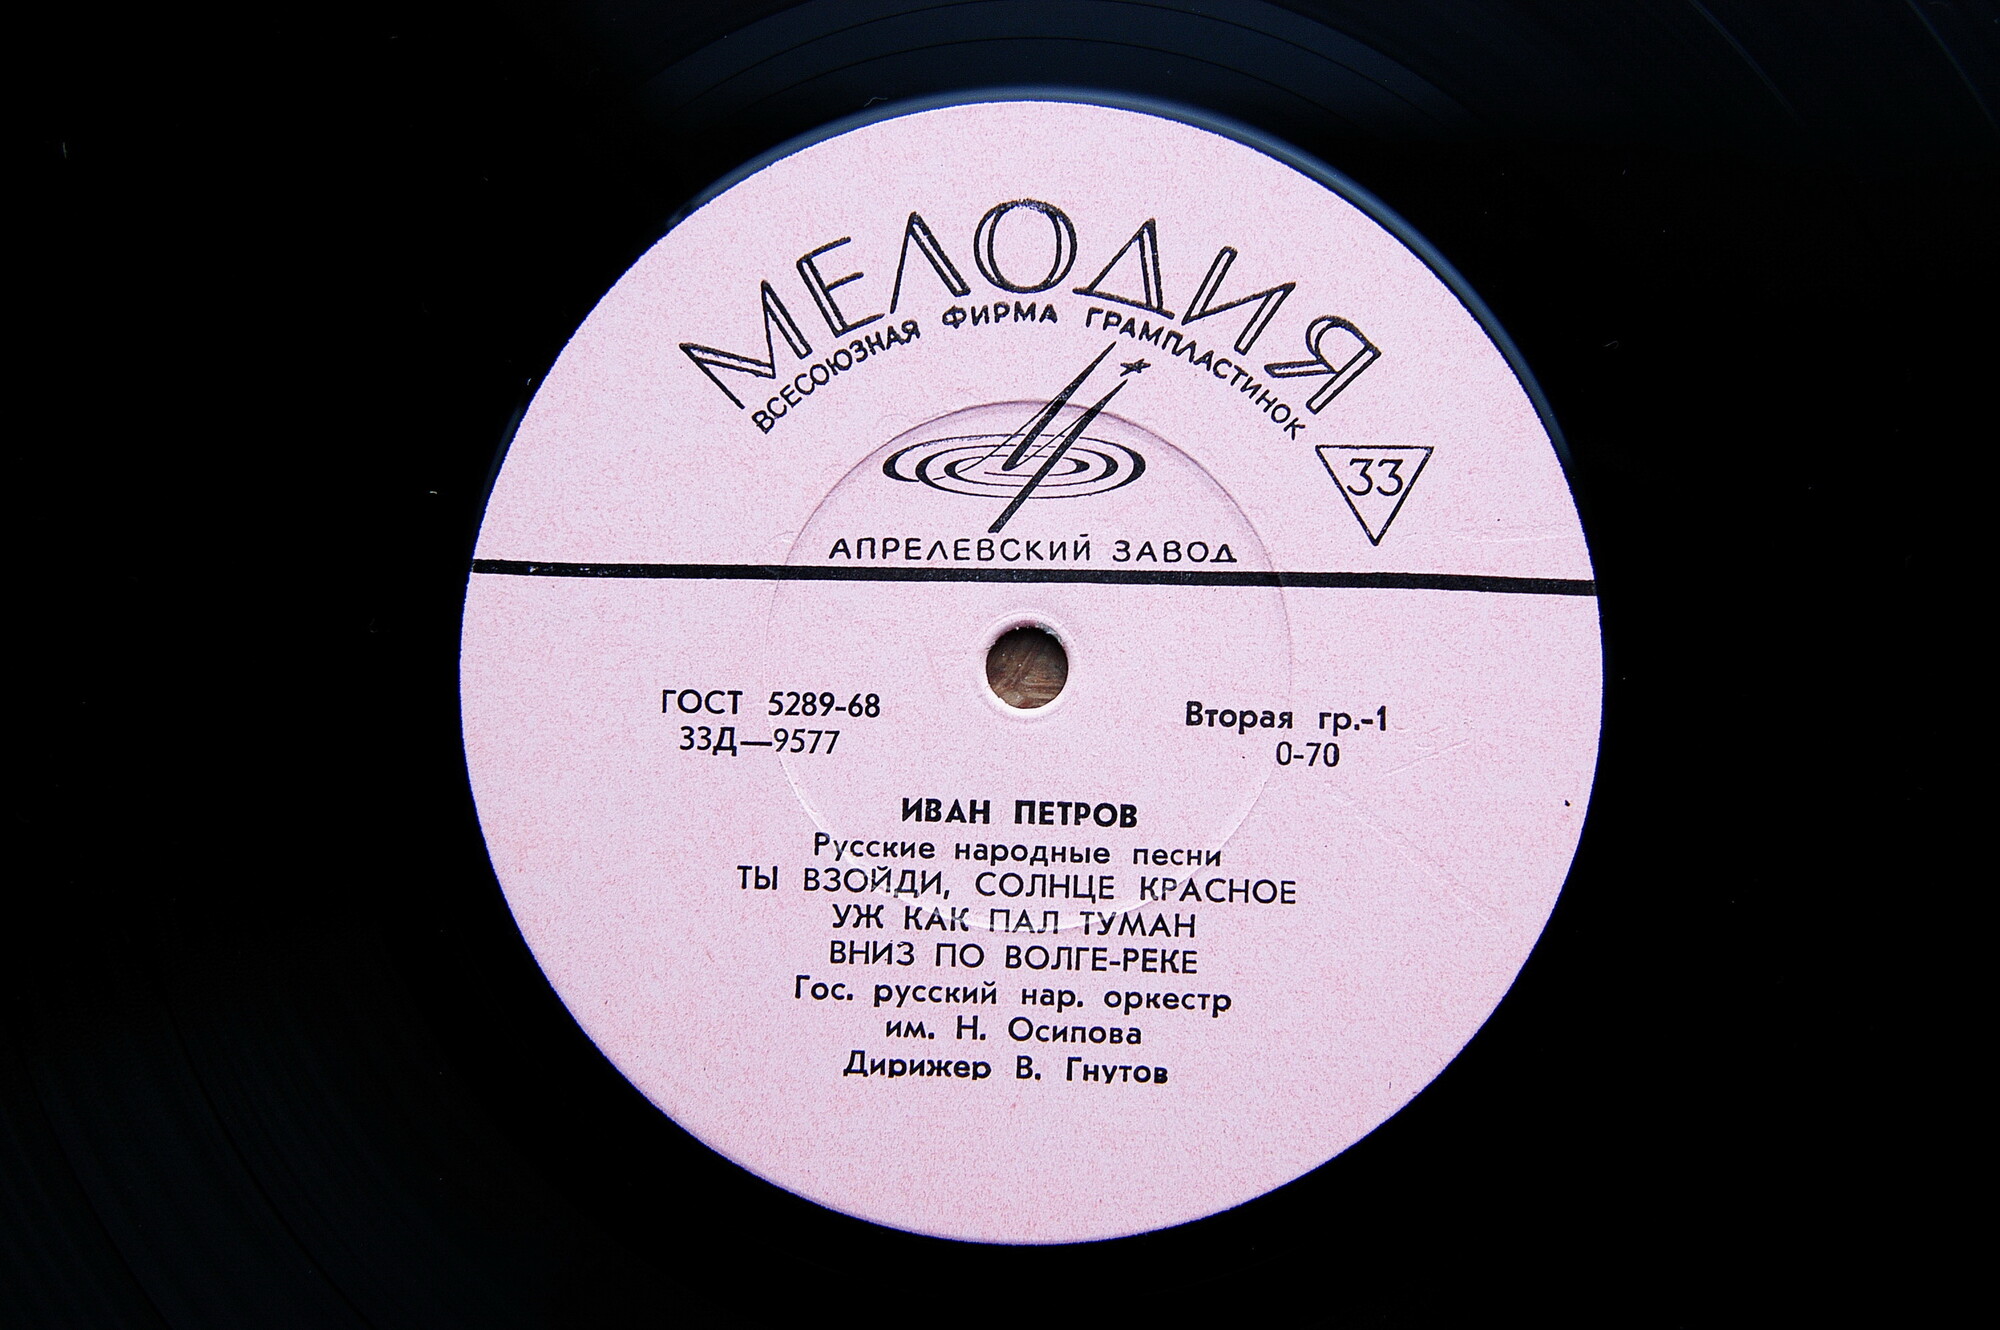 МЕЛОДИЯ
ВСЕСОЮЗНАЯ ФИРМА ГРАМПЛАСТИНОК
33
АПРЕЛЕВСКИЙ ЗАВОД
ГОСТ 5289-68
33Д—9577
Вторая гр.-1
0-70
ИВАН ПЕТРОВ
Русские народные песни
ТЫ ВЗОЙДИ, СОЛНЦЕ КРАСНОЕ
УЖ КАК ПАЛ ТУМАН
ВНИЗ ПО ВОЛГЕ-РЕКЕ
Гос. русский нар. оркестр
им. Н. Осипова
Дирижер В. Гнутов